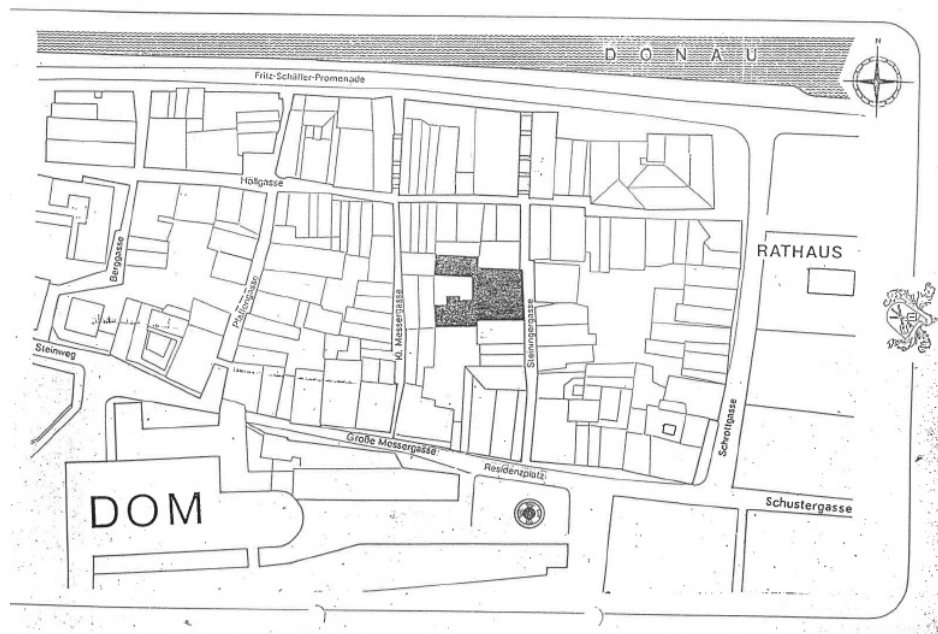 DONAU
N
Fritz-Schäffer-Promenade
Höllgasse
RATHAUS
Berggasse
Pfaffengasse
Kl. Messergasse
Steiningergasse
Steinweg
Schrottgasse
Große Messergasse
Residenzplatz
DOM
Schustergasse